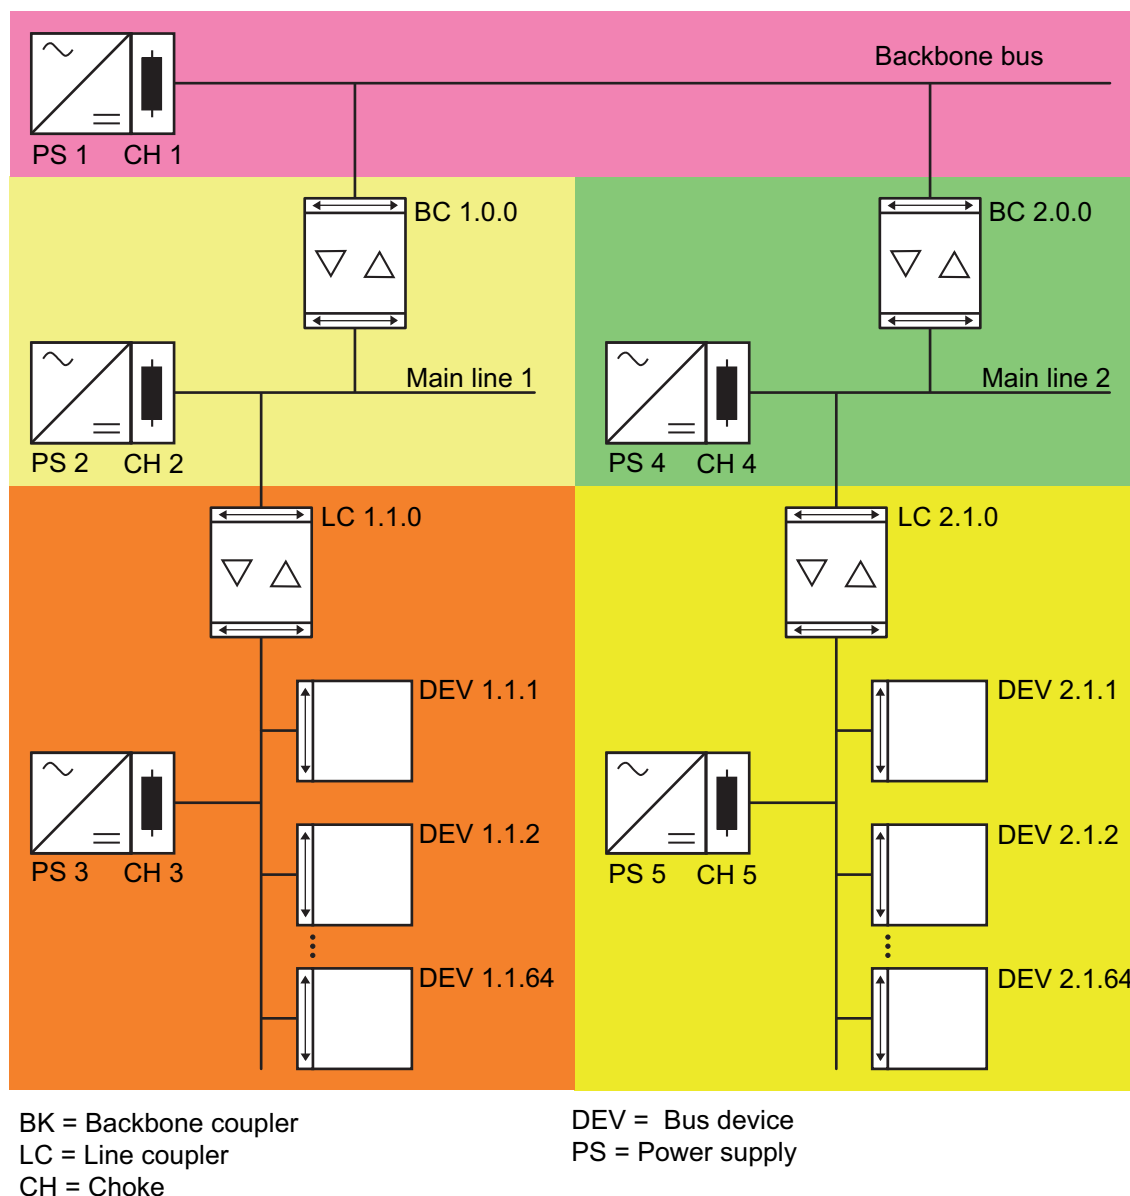 Backbone bus
PS 1 CH 1
BC 1.0.0
BC 2.0.0
Main line 1
Main line 2
PS 2 CH 2
PS 4 CH 4
LC 1.1.0
LC 2.1.0
DEV 1.1.1
DEV 2.1.1
DEV 1.1.2
DEV 2.1.2
PS 3 CH 3
PS 5 CH 5
DEV 1.1.64
DEV 2.1.64
BK = Backbone coupler
LC = Line coupler
CH = Choke
DEV = Bus device
PS = Power supply